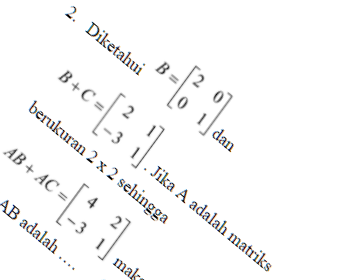 2. Diketahui B = [2 0; 0 1] dan
B + C = [2 1; -3 1]. Jika A adalah matriks
berukuran 2 x 2 sehingga
AB + AC = [4 2; -3 1] maka
AB adalah ....